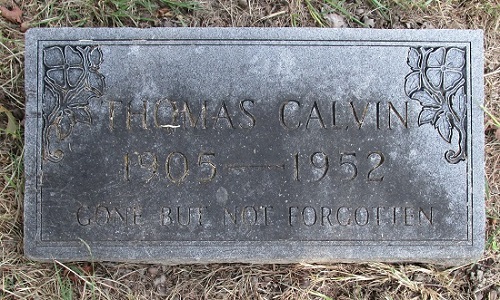 THOMAS CALVIN
1905—1952
GONE BUT NOT FORGOTTEN